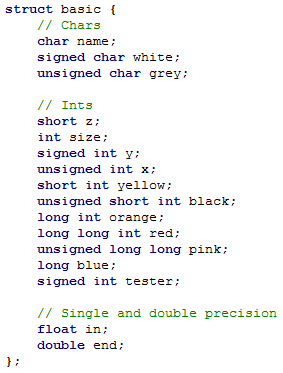 struct basic {
    // Chars
    char name;
    signed char white;
    unsigned char grey;

    // Ints
    short z;
    int size;
    signed int y;
    unsigned int x;
    short int yellow;
    unsigned short int black;
    long int orange;
    long long int red;
    unsigned long long pink;
    long blue;
    signed int tester;

    // Single and double precision
    float in;
    double end;
};